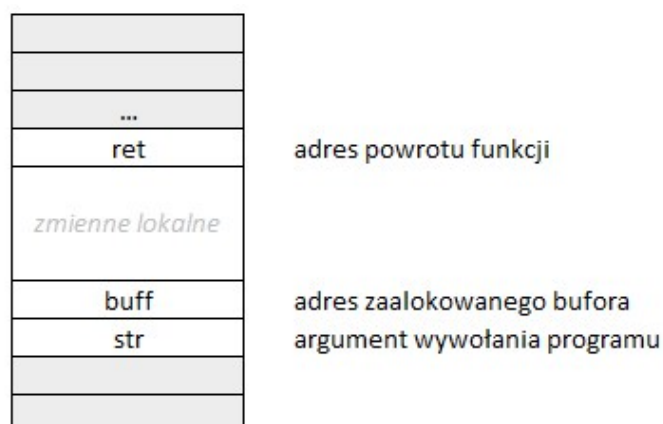 ...
ret
adres powrotu funkcji
zmienne lokalne
buff
adres zaalokowanego bufora
str
argument wywołania programu